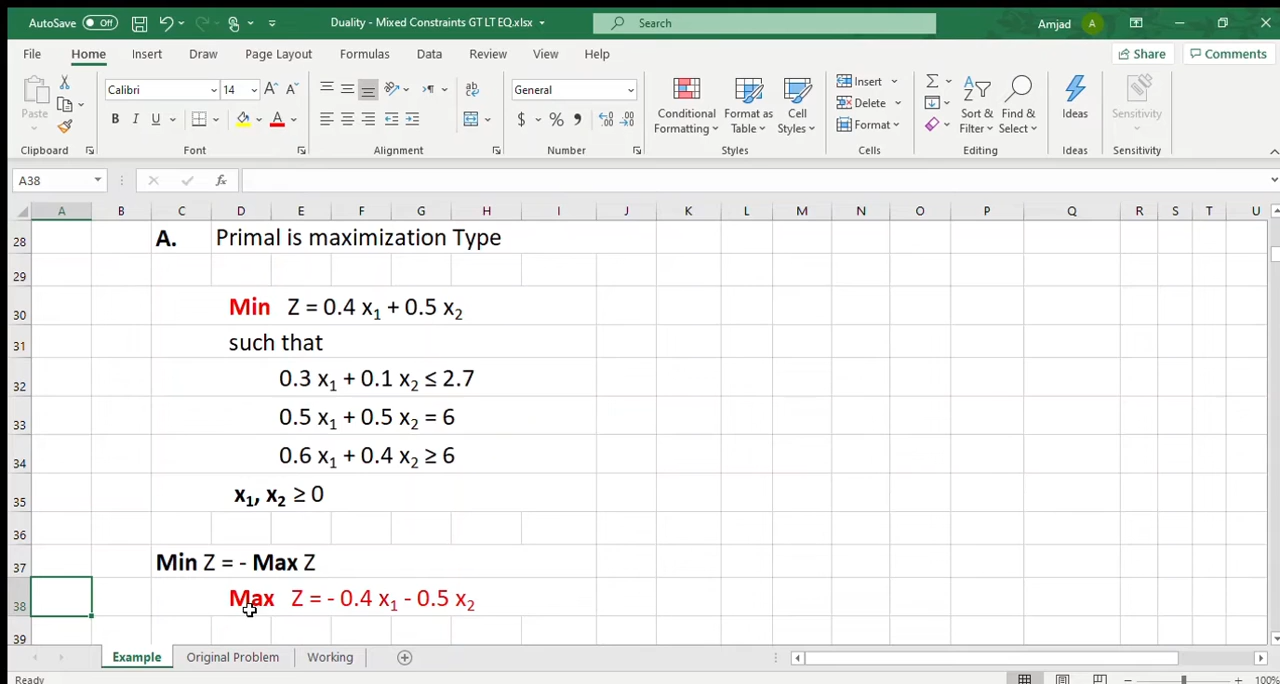 AutoSave Off Duality - Mixed Constraints GT LT EQ.xlsx Search Amjad A
File Home Insert Draw Page Layout Formulas Data Review View Help Share Comments
Paste Calibri 14 A A ab General Conditional Formatting Format as Table Cell Styles Insert Delete Format Sort & Filter Find & Select Ideas Sensitivity
B I U A $ % 9
Clipboard Font Alignment Number Styles Cells Editing Ideas Sensitivity
A38 fx
A B C D E F G H I J K L M N O P Q R S T U
28 A. Primal is maximization Type
29
30 Min Z = 0.4 x₁ + 0.5 x₂
31 such that
32 0.3 x₁ + 0.1 x₂ ≤ 2.7
33 0.5 x₁ + 0.5 x₂ = 6
34 0.6 x₁ + 0.4 x₂ ≥ 6
35 x₁, x₂ ≥ 0
36
37 Min Z = - Max Z
38 Max Z = - 0.4 x₁ - 0.5 x₂
39
Example Original Problem Working
Ready 100%